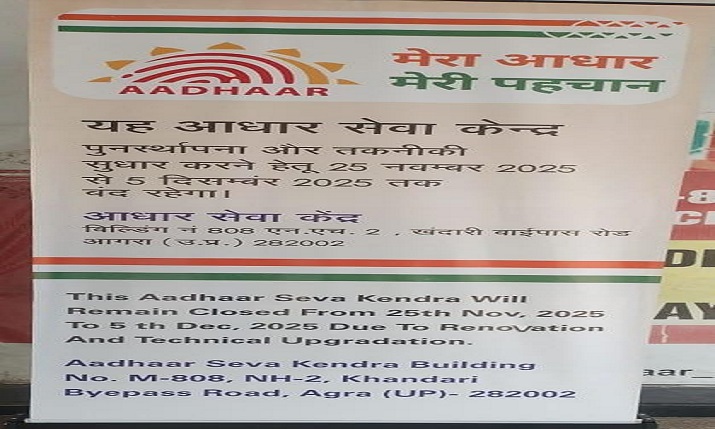 AADHAAR
मेरा आधार
मेरी पहचान
यह आधार सेवा केन्द्र
पुनर्स्थापना और तकनीकी
सुधार करने हेतू 25 नवम्बर 2025
से 5 दिसम्बंर 2025 तक
बंद रहेगा।
आधार सेवा केंद्र
बिल्डिंग नं 808 एन.एच. 2 , खंदारी बाईपास रोड
आगरा (उ.प्र.) 282002
This Aadhaar Seva Kendra Will
Remain Closed From 25th Nov, 2025
To 5 th Dec, 2025 Due To Renovation
And Technical Upgradation.
Aadhaar Seva Kendra Building
No. M-808, NH-2, Khandari
Byepass Road, Agra (UP)- 282002